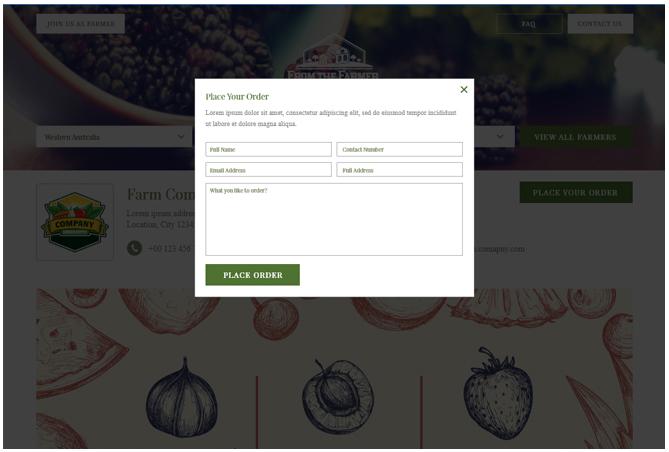 JOIN US AS FARMER
FAQ
CONTACT US
FROM THE FARMER
Western Australia
VIEW ALL FARMERS
Place Your Order
Lorem ipsum dolor sit amet, consectetur adipiscing elit, sed do eiusmod tempor incididunt
ut labore et dolore magna aliqua.
Full Name
Contact Number
Email Address
Full Address
What you like to order?
PLACE ORDER
COMPANY
Farm Com
Lorem ipsum addres
Location, City 1234
+00 123 456
PLACE YOUR ORDER
s.comapny.com